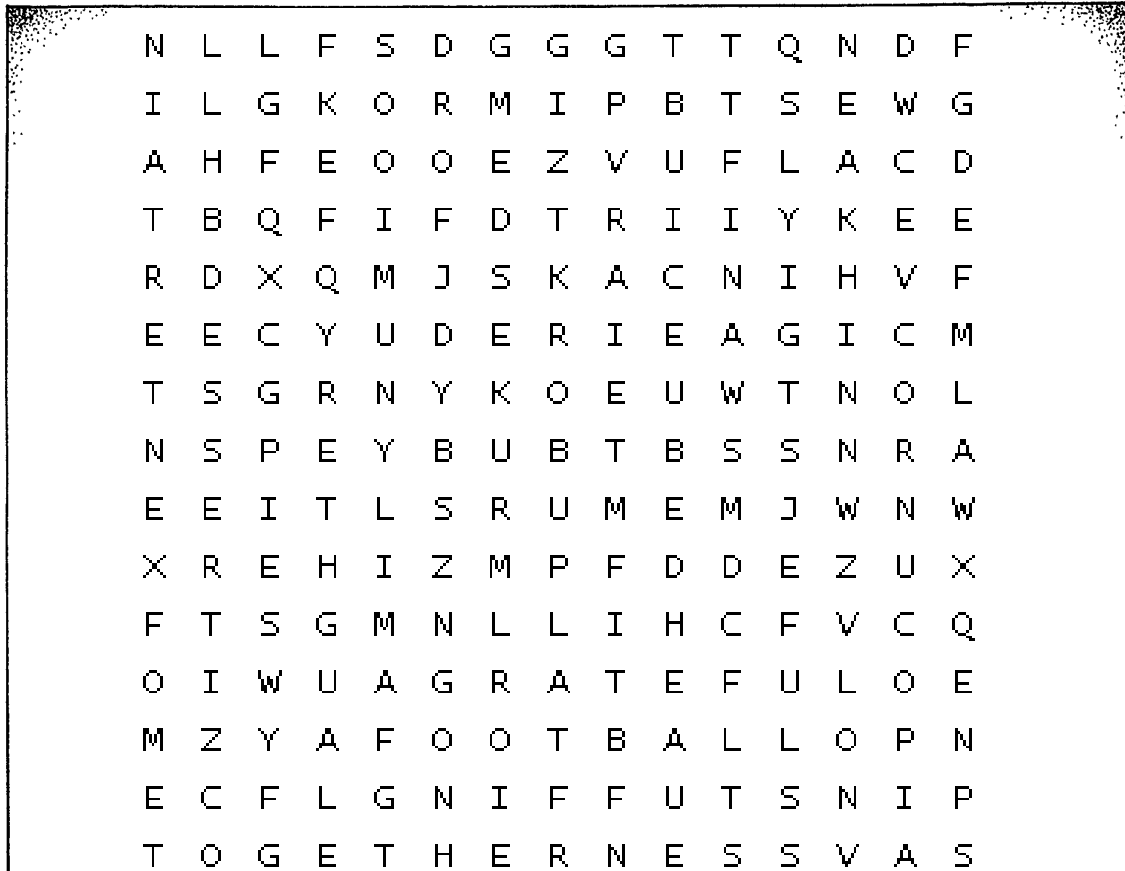 N L L F S D G G G T T Q N D F
I L G K O R M I P B T S E W G
A H F E O O E Z V U F L A C D
T B Q F I F D T R I I Y K E E
R D X Q M J S K A C N I H V F
E E C Y U D E R I E A G I C M
T S G R N Y K O E U W T N O L
N S P E Y B U B T B S S N R A
E E I T L S R U M E M J W N W
X R E H I Z M P F D D E Z U X
F T S G M N L L I H C F V C Q
O I W U A G R A T E F U L O E
M Z Y A F O O T B A L L O P N
E C F L G N I F F U T S N I P
T O G E T H E R N E S S V A S